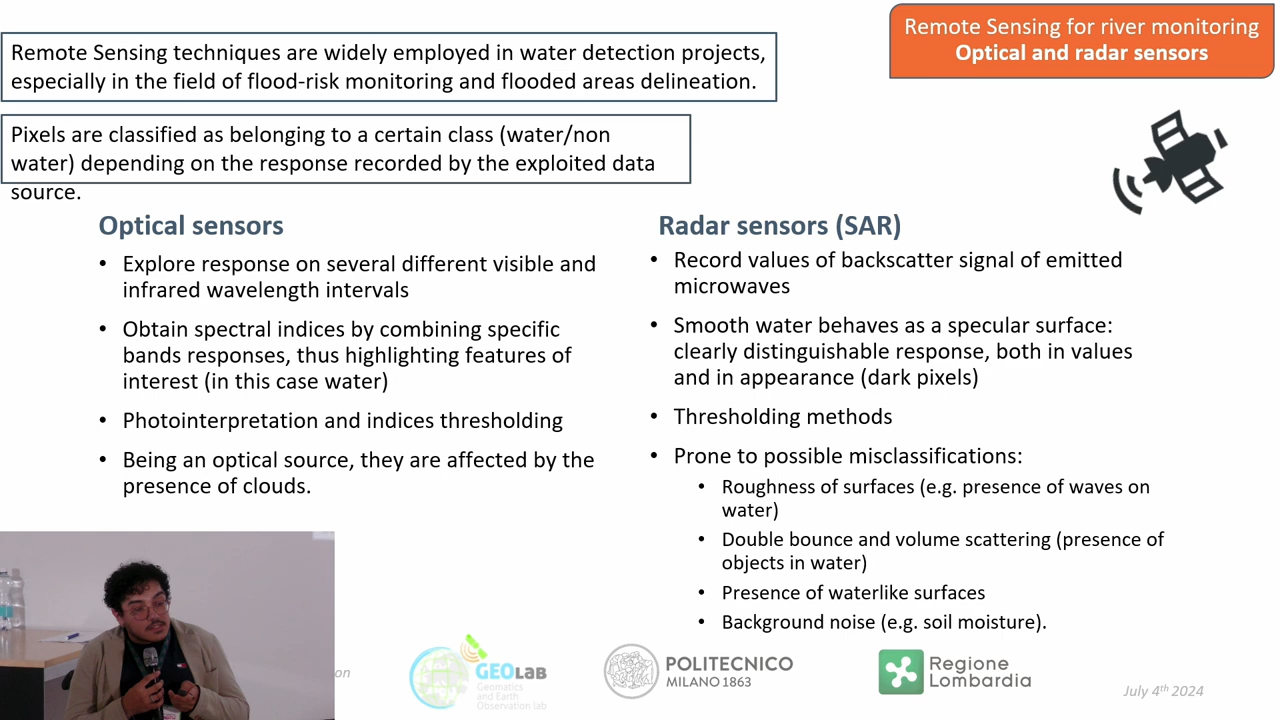 Remote Sensing for river monitoring
Optical and radar sensors
Remote Sensing techniques are widely employed in water detection projects,
especially in the field of flood-risk monitoring and flooded areas delineation.
Pixels are classified as belonging to a certain class (water/non
water) depending on the response recorded by the exploited data
source.
Optical sensors
• Explore response on several different visible and
infrared wavelength intervals
• Obtain spectral indices by combining specific
bands responses, thus highlighting features of
interest (in this case water)
• Photointerpretation and indices thresholding
• Being an optical source, they are affected by the
presence of clouds.
Radar sensors (SAR)
• Record values of backscatter signal of emitted
microwaves
• Smooth water behaves as a specular surface:
clearly distinguishable response, both in values
and in appearance (dark pixels)
• Thresholding methods
• Prone to possible misclassifications:
• Roughness of surfaces (e.g. presence of waves on
water)
• Double bounce and volume scattering (presence of
objects in water)
• Presence of waterlike surfaces
• Background noise (e.g. soil moisture).
on
GEOLAB
Geomatics
and Earth
Observation lab
POLITECNICO
MILANO 1863
Regione
Lombardia
July 4th 2024